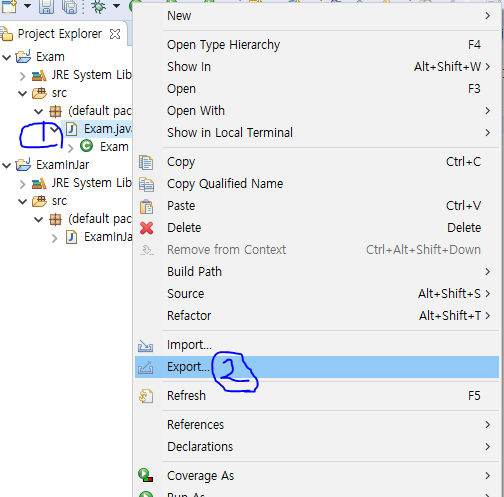 Project Explorer
Exam
JRE System Lib
src
(default pac
Exam.java
Exam
ExamInJar
JRE System Lib
src
(default pac
ExamInJa
1
New
Open Type Hierarchy F4
Show In Alt+Shift+W
Open F3
Open With
Show in Local Terminal
Copy Ctrl+C
Copy Qualified Name
Paste Ctrl+V
Delete Delete
Remove from Context Ctrl+Alt+Shift+Down
Build Path
Source Alt+Shift+S
Refactor Alt+Shift+T
Import...
Export... 2
Refresh F5
References
Declarations
Coverage As
Run As